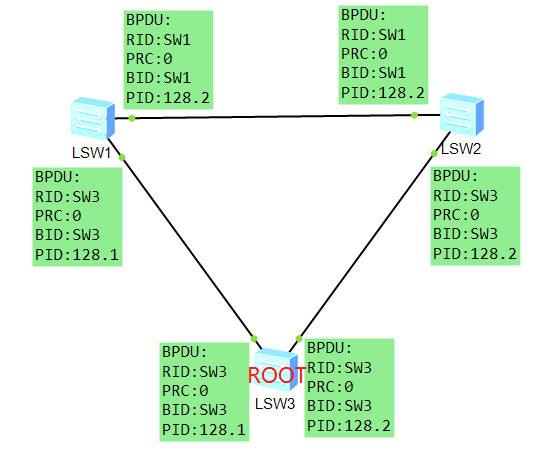 BPDU:
RID:SW1
PRC:0
BID:SW1
PID:128.2
BPDU:
RID:SW1
PRC:0
BID:SW1
PID:128.2
LSW1
LSW2
BPDU:
RID:SW3
PRC:0
BID:SW3
PID:128.1
BPDU:
RID:SW3
PRC:0
BID:SW3
PID:128.2
BPDU:
RID:SW3
PRC:0
BID:SW3
PID:128.1
ROOT
LSW3
BPDU:
RID:SW3
PRC:0
BID:SW3
PID:128.2